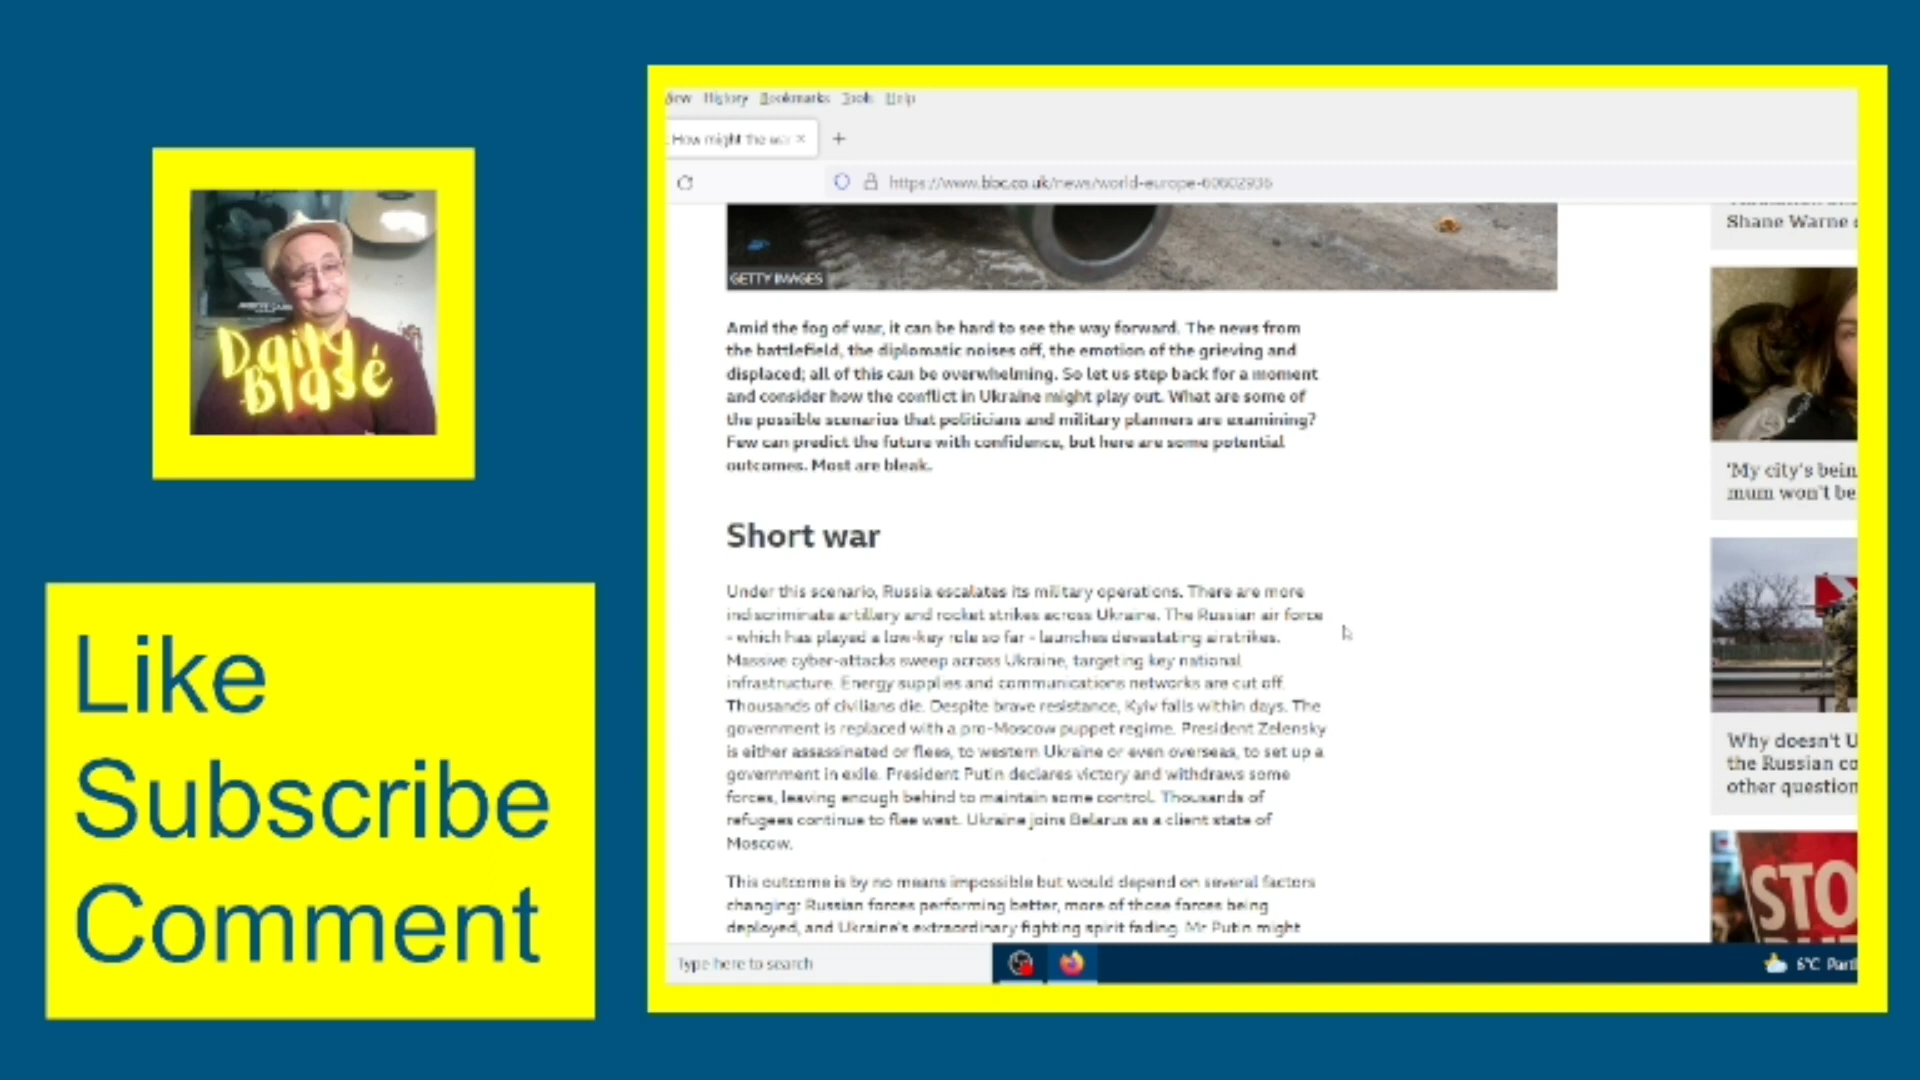 View History Bookmarks Tools Help
How might the war
https://www.bbc.co.uk/news/world-europe-60602936
GETTY IMAGES
Amid the fog of war, it can be hard to see the way forward. The news from
the battlefield, the diplomatic noises off, the emotion of the grieving and
displaced; all of this can be overwhelming. So let us step back for a moment
and consider how the conflict in Ukraine might play out. What are some of
the possible scenarios that politicians and military planners are examining?
Few can predict the future with confidence, but here are some potential
outcomes. Most are bleak.
Short war
Under this scenario, Russia escalates its military operations. There are more
indiscriminate artillery and rocket strikes across Ukraine. The Russian air force
- which has played a low-key role so far - launches devastating airstrikes.
Massive cyber-attacks sweep across Ukraine, targeting key national
infrastructure. Energy supplies and communications networks are cut off.
Thousands of civilians die. Despite brave resistance, Kyiv falls within days. The
government is replaced with a pro-Moscow puppet regime. President Zelensky
is either assassinated or flees, to western Ukraine or even overseas, to set up a
government in exile. President Putin declares victory and withdraws some
forces, leaving enough behind to maintain some control. Thousands of
refugees continue to flee west. Ukraine joins Belarus as a client state of
Moscow.
This outcome is by no means impossible but would depend on several factors
changing: Russian forces performing better, more of those forces being
deployed, and Ukraine's extraordinary fighting spirit fading. Mr Putin might
Shane Warne
'My city's bein
mum won't be
Why doesn't U
the Russian co
other question
STO
Type here to search
6°C Part
Daily
Blasé
Like
Subscribe
Comment